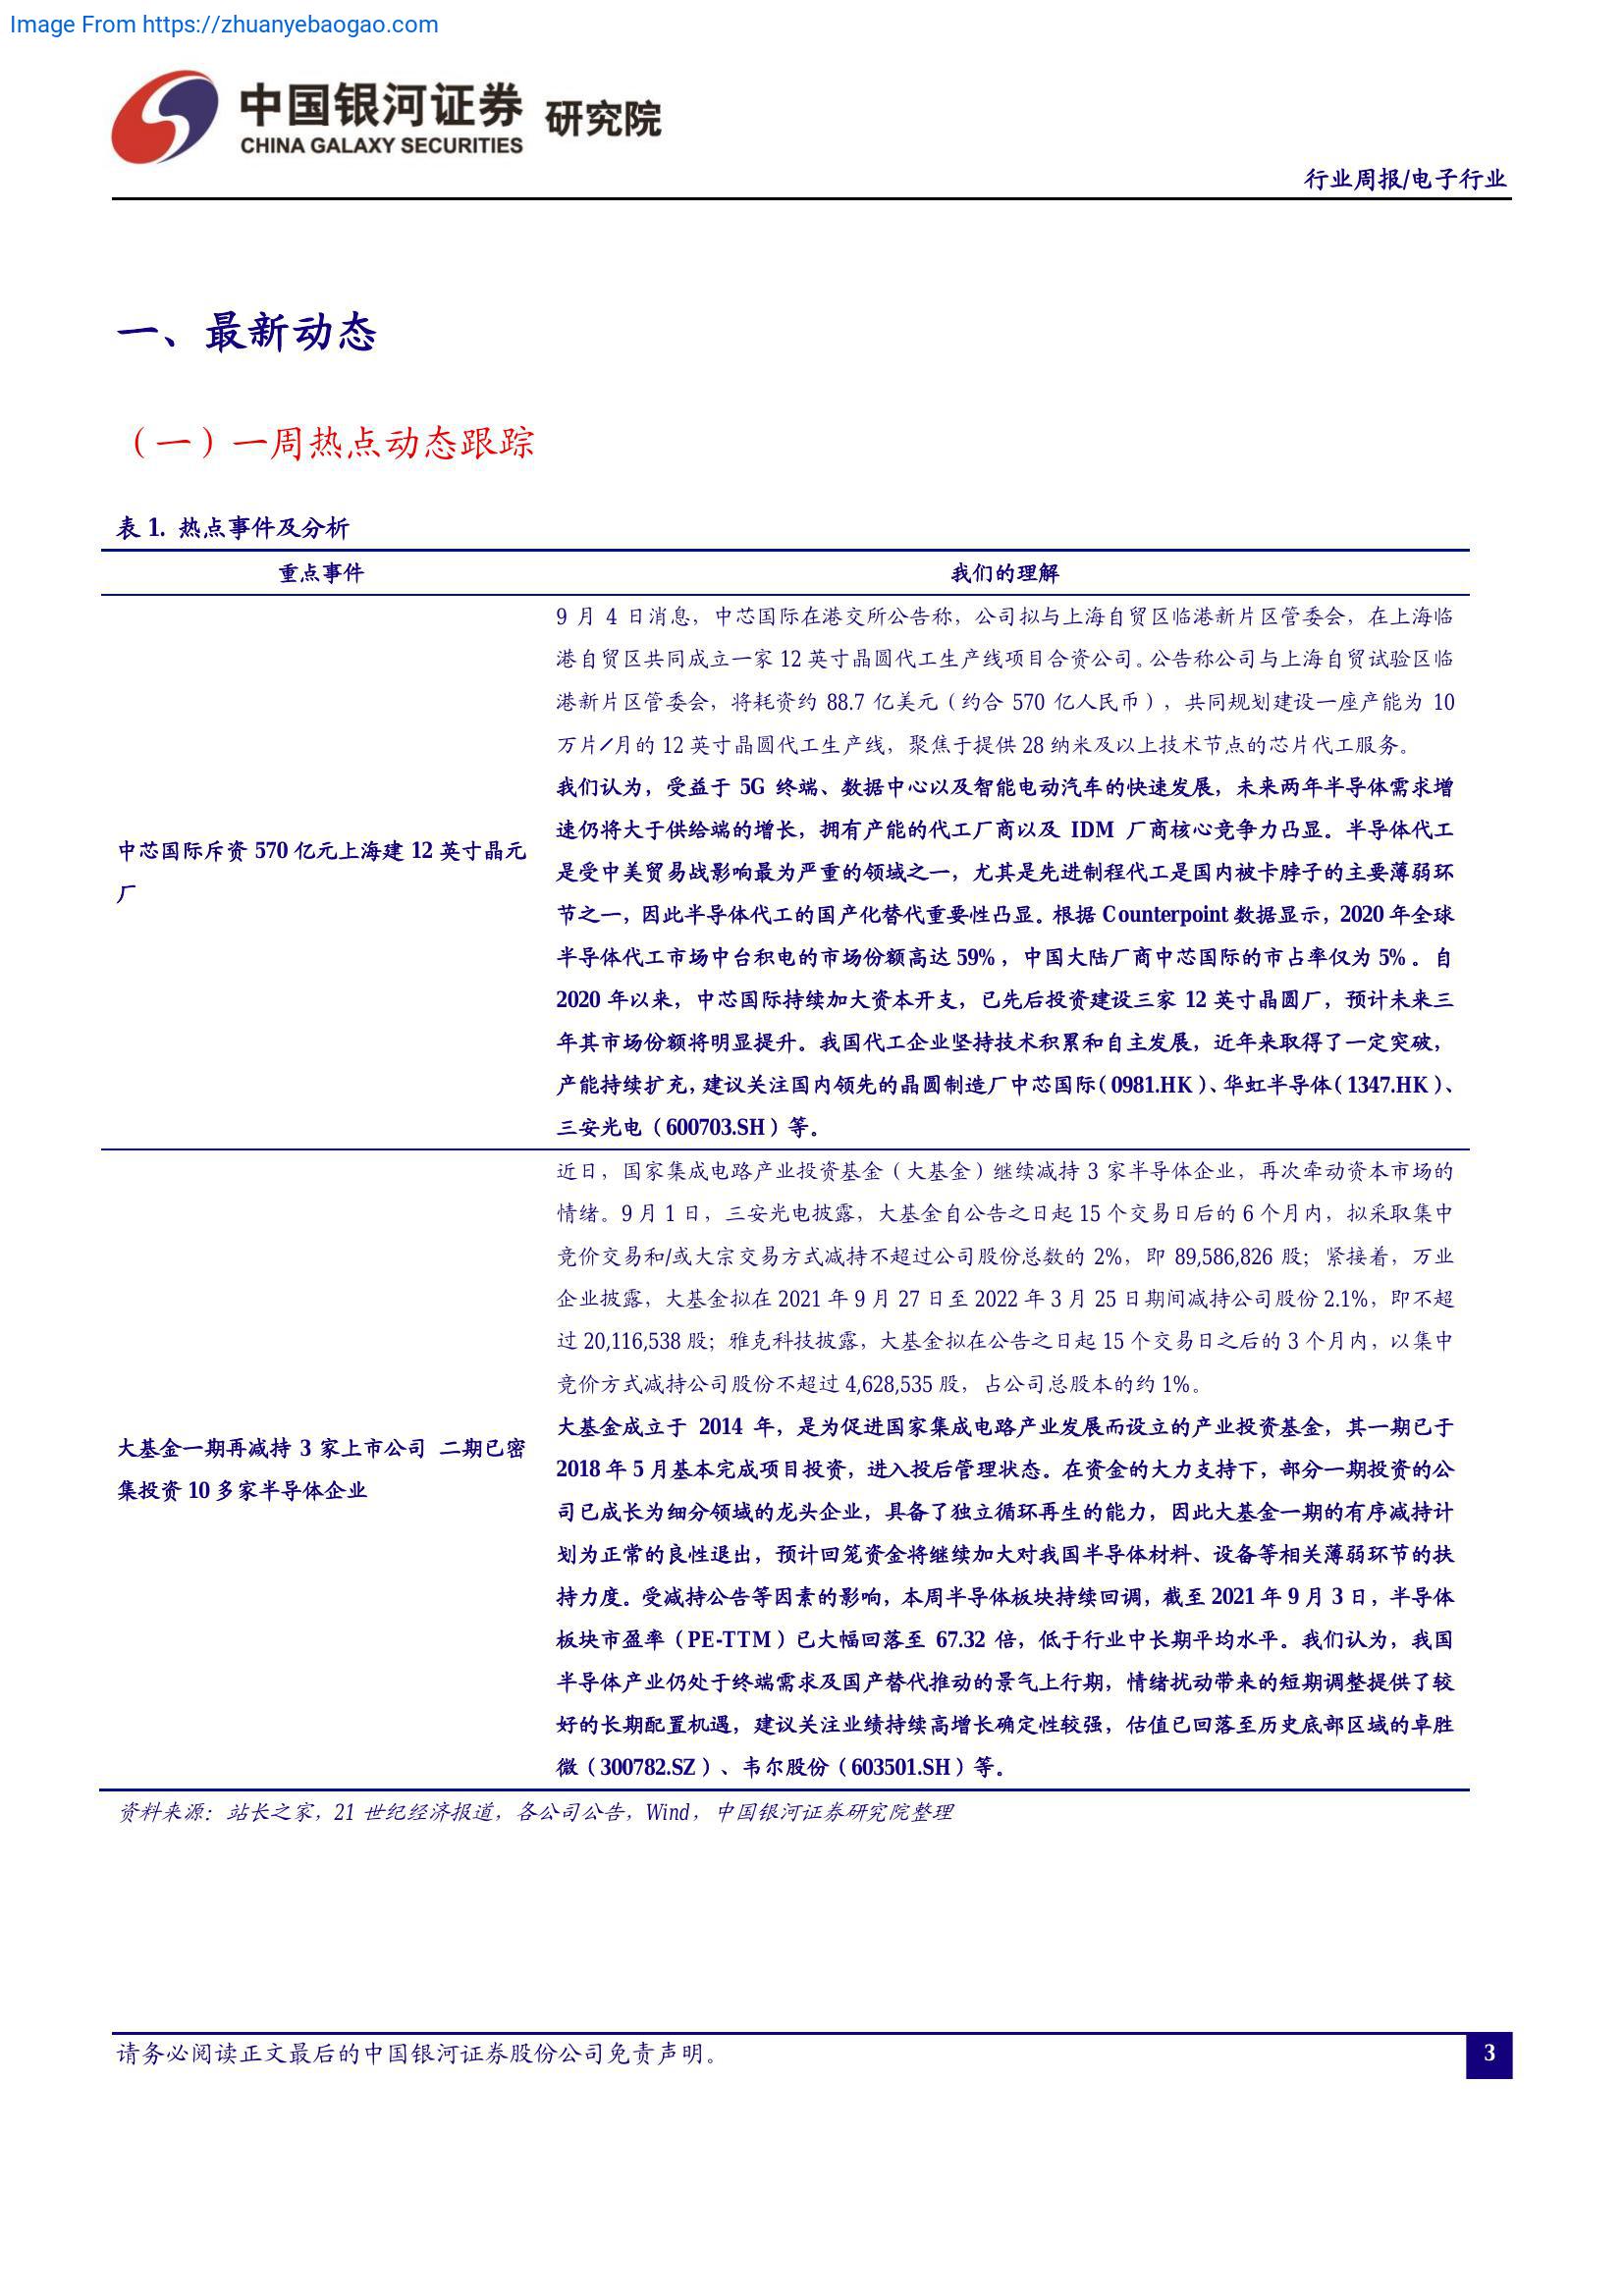 Image From https://zhuanyebaogao.com
中国银河证券 研究院
CHINA GALAXY SECURITIES
行业周报/电子行业
一、最新动态
（一）一周热点动态跟踪
表 1. 热点事件及分析
重点事件 我们的理解
中芯国际斥资 570 亿元上海建 12 英寸晶元
厂
9 月 4 日消息，中芯国际在港交所公告称，公司拟与上海自贸区临港新片区管委会，在上海临
港自贸区共同成立一家 12 英寸晶圆代工生产线项目合资公司。公告称公司与上海自贸试验区临
港新片区管委会，将耗资约 88.7 亿美元（约合 570 亿人民币），共同规划建设一座产能为 10
万片/月的 12 英寸晶圆代工生产线，聚焦于提供 28 纳米及以上技术节点的芯片代工服务。
我们认为，受益于 5G 终端、数据中心以及智能电动汽车的快速发展，未来两年半导体需求增
速仍将大于供给端的增长，拥有产能的代工厂商以及 IDM 厂商核心竞争力凸显。半导体代工
是受中美贸易战影响最为严重的领域之一，尤其是先进制程代工是国内被卡脖子的主要薄弱环
节之一，因此半导体代工的国产化替代重要性凸显。根据 Counterpoint 数据显示，2020 年全球
半导体代工市场中台积电的市场份额高达 59%，中国大陆厂商中芯国际的市占率仅为 5%。自
2020 年以来，中芯国际持续加大资本开支，已先后投资建设三家 12 英寸晶圆厂，预计未来三
年其市场份额将明显提升。我国代工企业坚持技术积累和自主发展，近年来取得了一定突破，
产能持续扩充，建议关注国内领先的晶圆制造厂中芯国际（0981.HK）、华虹半导体（1347.HK）、
三安光电（600703.SH）等。
大基金一期再减持 3 家上市公司 二期已密
集投资 10 多家半导体企业
近日，国家集成电路产业投资基金（大基金）继续减持 3 家半导体企业，再次牵动资本市场的
情绪。9 月 1 日，三安光电披露，大基金自公告之日起 15 个交易日后的 6 个月内，拟采取集中
竞价交易和/或大宗交易方式减持不超过公司股份总数的 2%，即 89,586,826 股；紧接着，万业
企业披露，大基金拟在 2021 年 9 月 27 日至 2022 年 3 月 25 日期间减持公司股份 2.1%，即不超
过 20,116,538 股；雅克科技披露，大基金拟在公告之日起 15 个交易日之后的 3 个月内，以集中
竞价方式减持公司股份不超过 4,628,535 股，占公司总股本的约 1%。
大基金成立于 2014 年，是为促进国家集成电路产业发展而设立的产业投资基金，其一期已于
2018 年 5 月基本完成项目投资，进入投后管理状态。在资金的大力支持下，部分一期投资的公
司已成长为细分领域的龙头企业，具备了独立循环再生的能力，因此大基金一期的有序减持计
划为正常的良性退出，预计回笼资金将继续加大对我国半导体材料、设备等相关薄弱环节的扶
持力度。受减持公告等因素的影响，本周半导体板块持续回调，截至 2021 年 9 月 3 日，半导体
板块市盈率（PE-TTM）已大幅回落至 67.32 倍，低于行业中长期平均水平。我们认为，我国
半导体产业仍处于终端需求及国产替代推动的景气上行期，情绪扰动带来的短期调整提供了较
好的长期配置机遇，建议关注业绩持续高增长确定性较强，估值已回落至历史底部区域的卓胜
微（300782.SZ）、韦尔股份（603501.SH）等。
资料来源：站长之家，21 世纪经济报道，各公司公告，Wind，中国银河证券研究院整理
请务必阅读正文最后的中国银河证券股份公司免责声明。
3